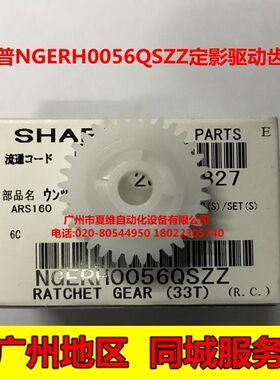 普NGERH0056QSZZ定影驱动齿
SHAR PARTS E
流通コード 827
部品名 ウン
ARS160 (S)/SET(S)
广州市夏维自动化设备有限公司
6C 电话:020-80544950 18022305740
NGERH0056QSZZ
RATCHET GEAR (33T) (R.C.)
广州地区 同城服务